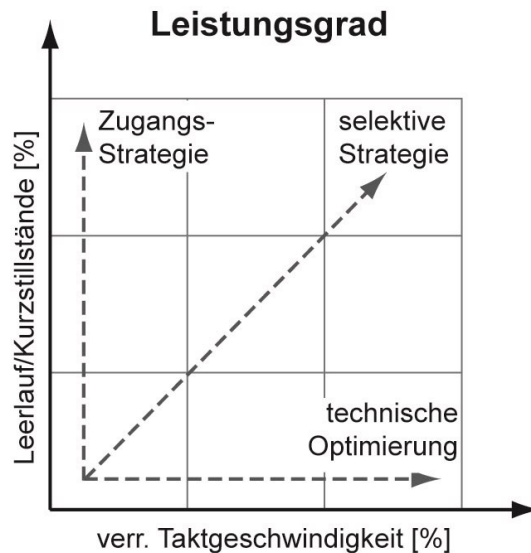 Leistungsgrad
Zugangs-
Strategie
selektive
Strategie
Leerlauf/Kurzstillstände [%]
technische
Optimierung
verr. Taktgeschwindigkeit [%]